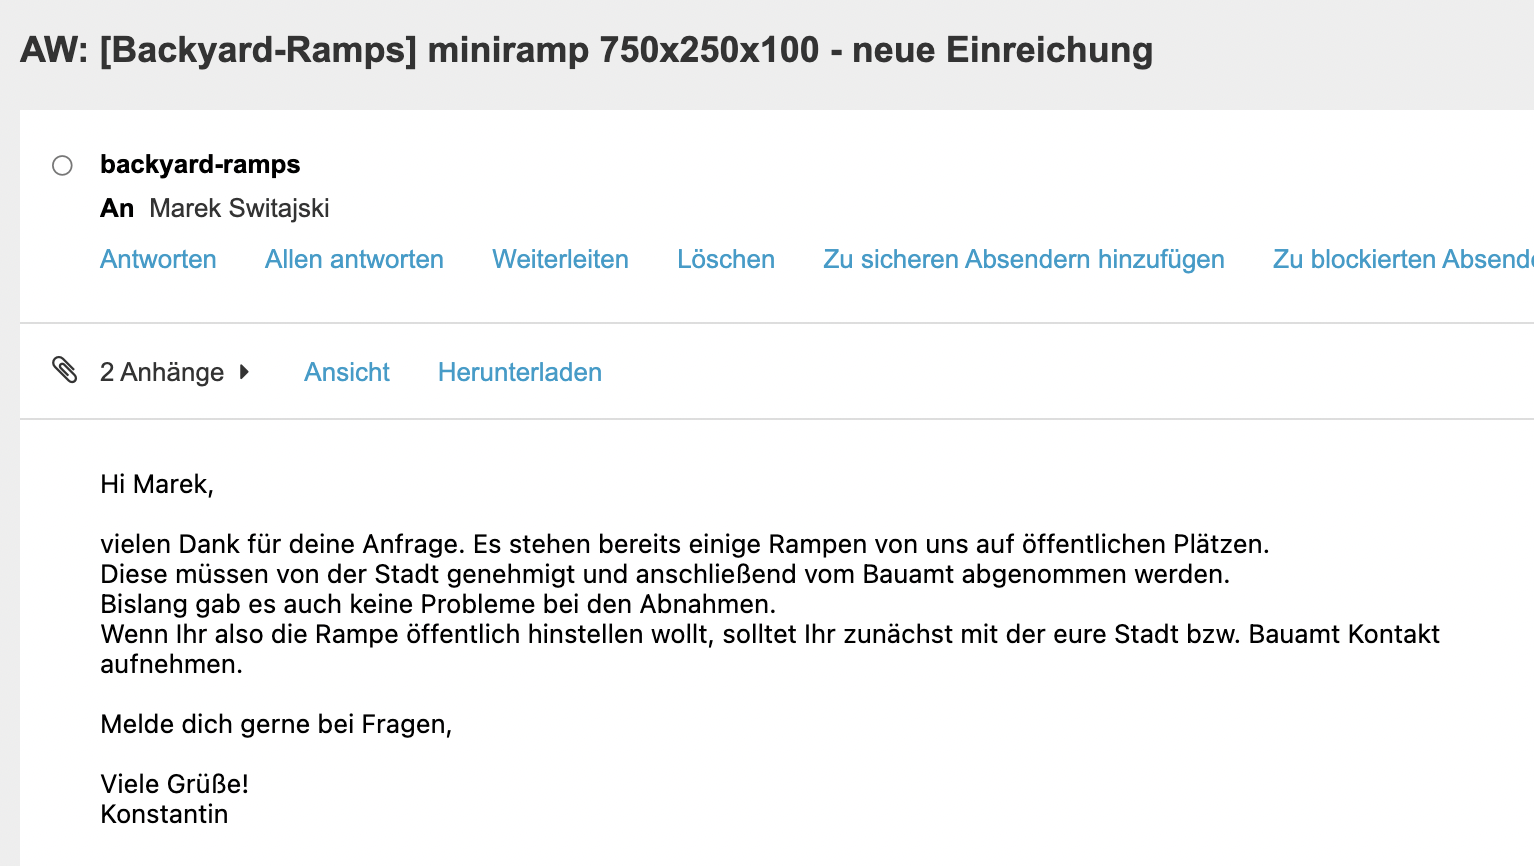 AW: [Backyard-Ramps] miniramp 750x250x100 - neue Einreichung
backyard-ramps
An Marek Switajski
Antworten Allen antworten Weiterleiten Löschen Zu sicheren Absendern hinzufügen Zu blockierten Absende
2 Anhänge Ansicht Herunterladen
Hi Marek,
vielen Dank für deine Anfrage. Es stehen bereits einige Rampen von uns auf öffentlichen Plätzen.
Diese müssen von der Stadt genehmigt und anschließend vom Bauamt abgenommen werden.
Bislang gab es auch keine Probleme bei den Abnahmen.
Wenn Ihr also die Rampe öffentlich hinstellen wollt, solltet Ihr zunächst mit der eure Stadt bzw. Bauamt Kontakt
aufnehmen.
Melde dich gerne bei Fragen,
Viele Grüße!
Konstantin